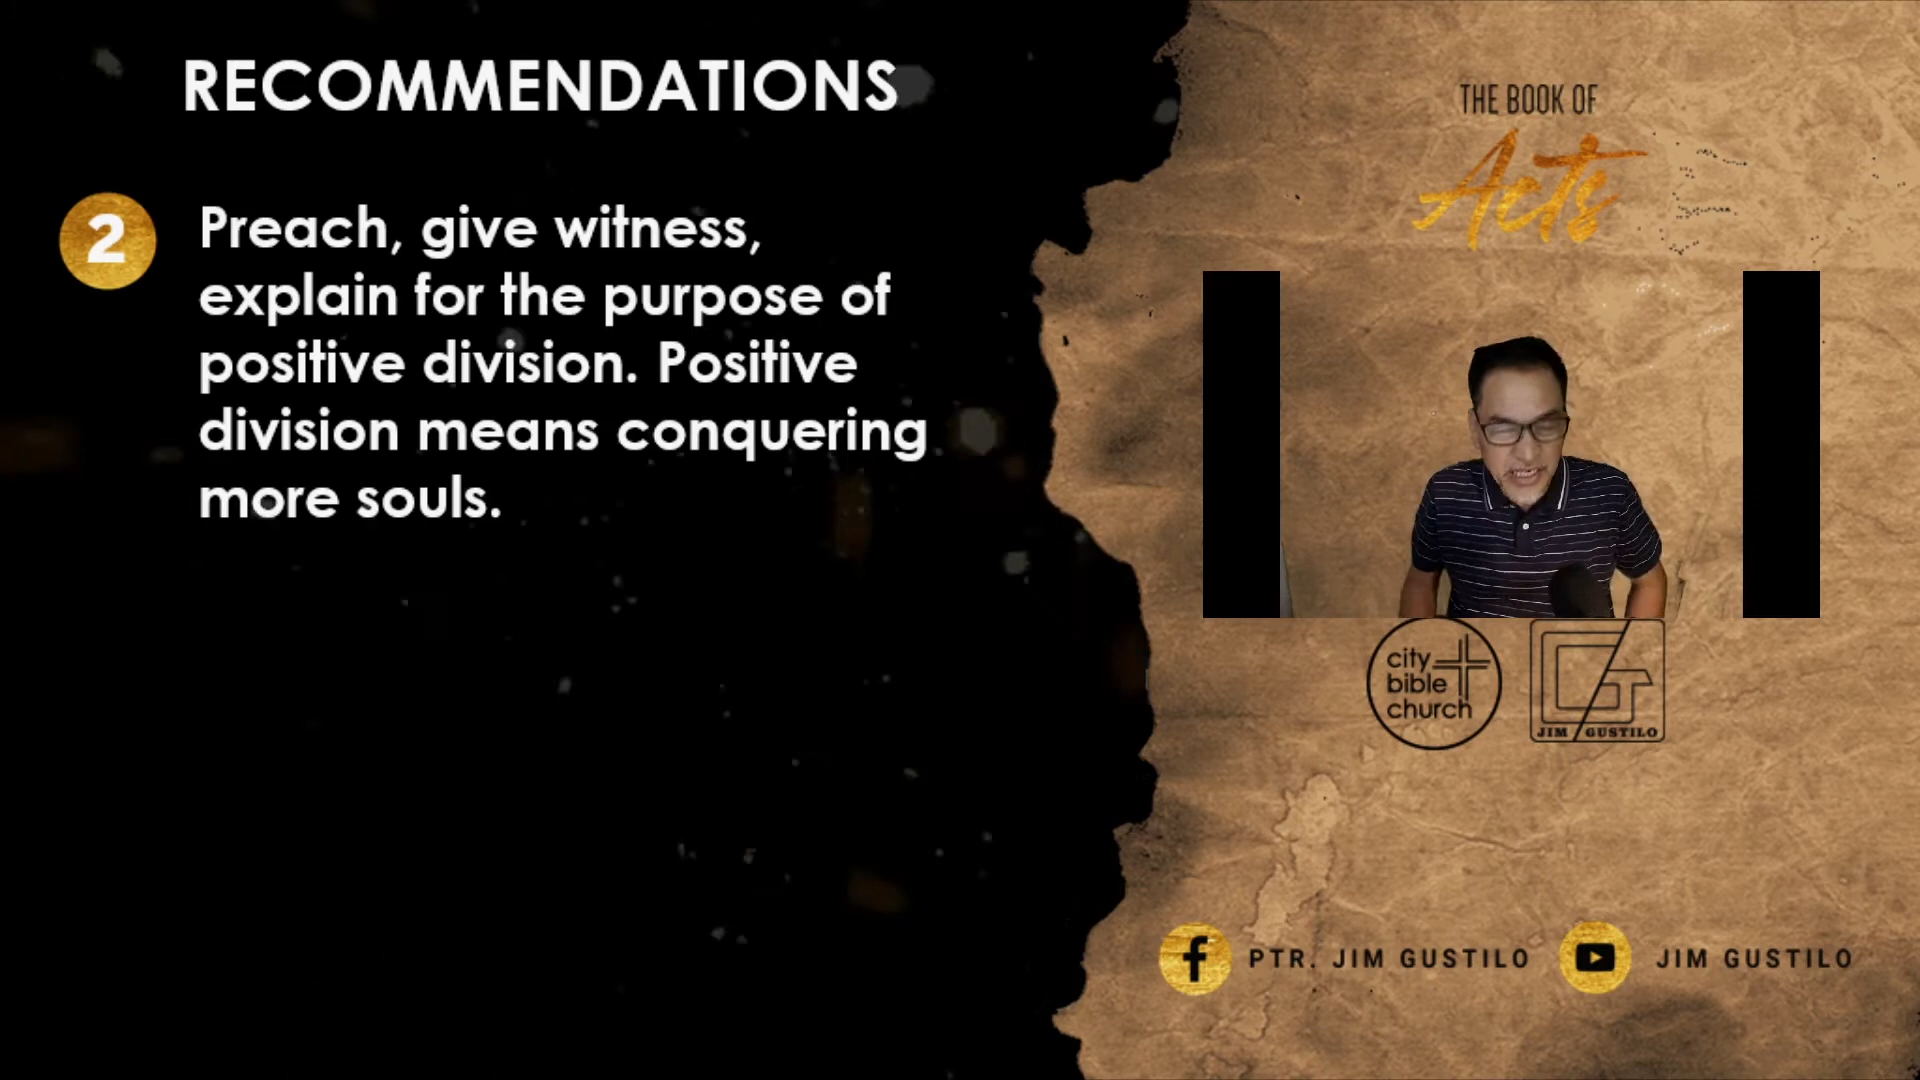 RECOMMENDATIONS
2
Preach, give witness,
explain for the purpose of
positive division. Positive
division means conquering
more souls.
THE BOOK OF
Acts
city
bible
church
JIM GUSTILO
PTR. JIM GUSTILO
JIM GUSTILO